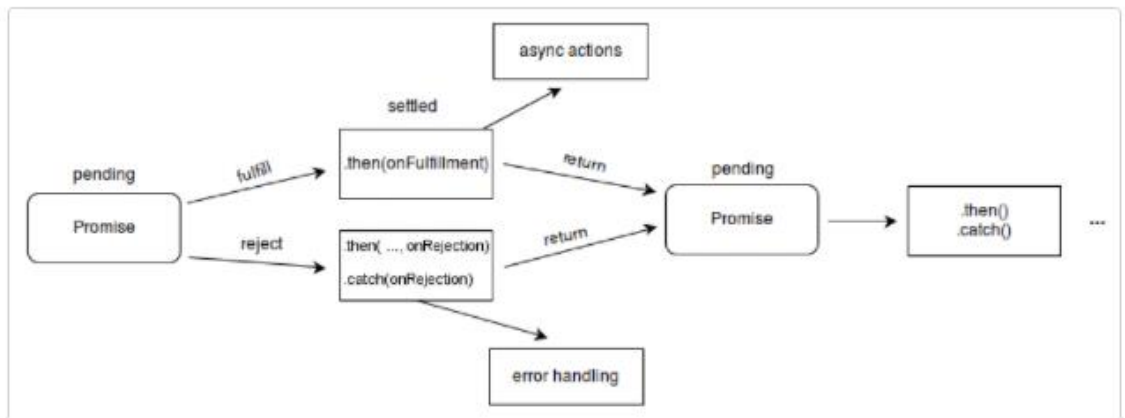 async actions
settled
.then(onFulfillment)
pending
fulfill
return
pending
Promise
Promise
.then()
.catch()
...
reject
.then( ..., onRejection)
return
.catch(onRejection)
error handling